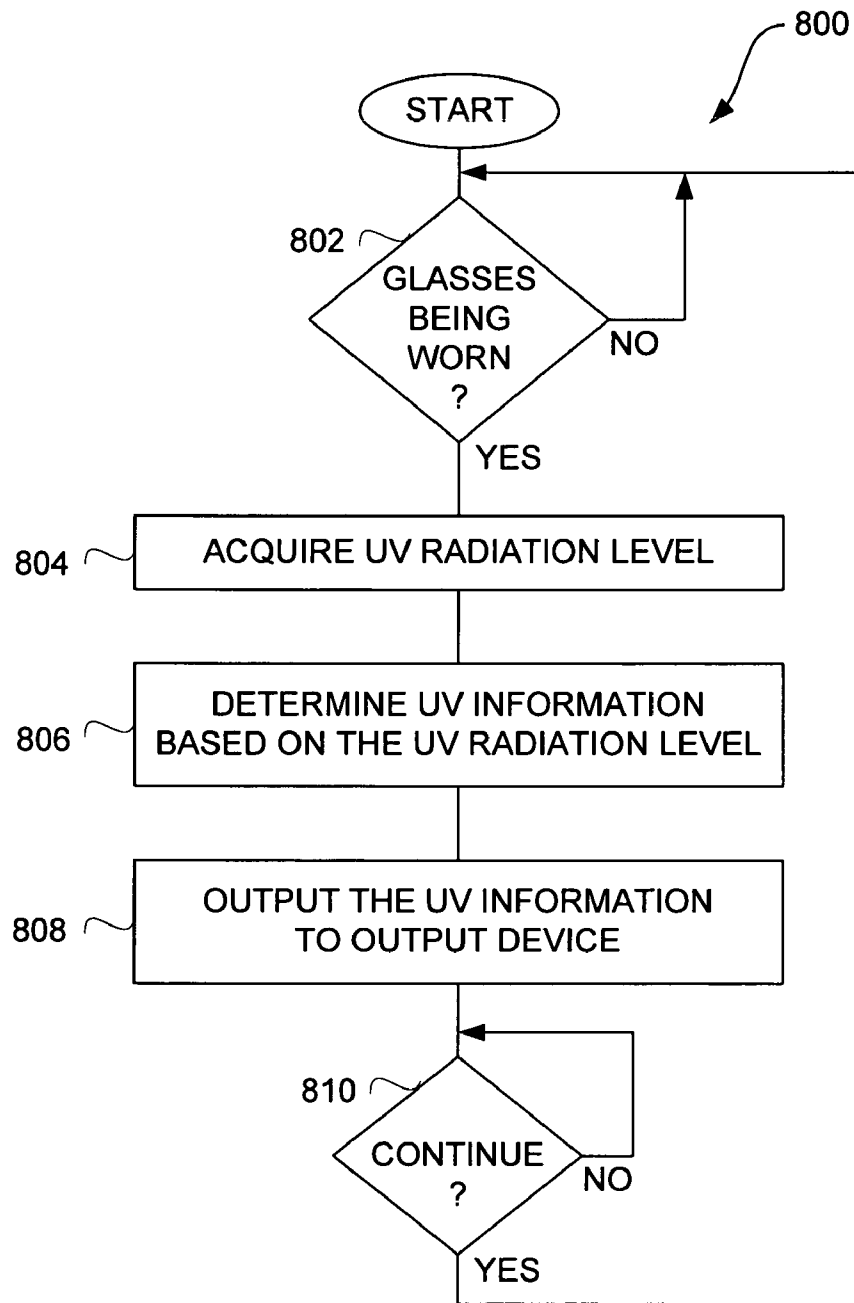 800
START
802
GLASSES
BEING
WORN
?
NO
YES
804
ACQUIRE UV RADIATION LEVEL
806
DETERMINE UV INFORMATION
BASED ON THE UV RADIATION LEVEL
808
OUTPUT THE UV INFORMATION
TO OUTPUT DEVICE
810
CONTINUE
?
NO
YES